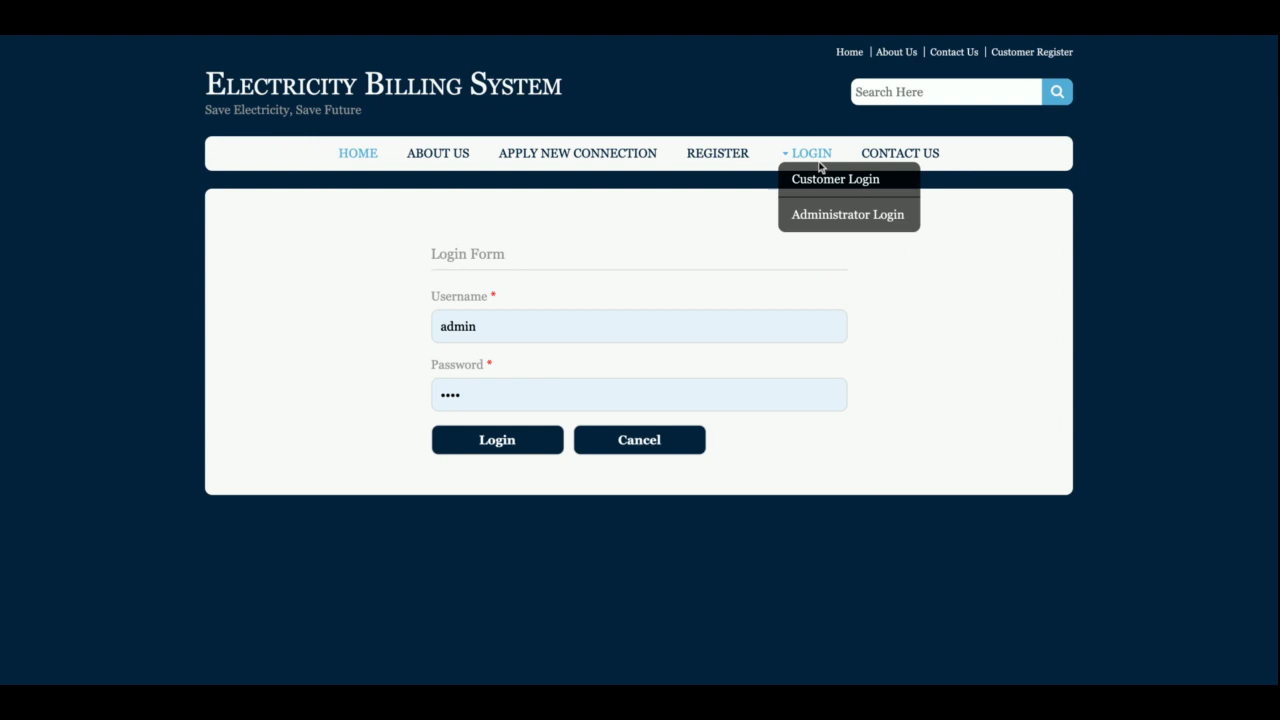 Home | About Us | Contact Us | Customer Register
Electricity Billing System
Save Electricity, Save Future
Search Here
HOME ABOUT US APPLY NEW CONNECTION REGISTER LOGIN CONTACT US
Customer Login
Administrator Login
Login Form
Username *
admin
Password *
••••
Login Cancel